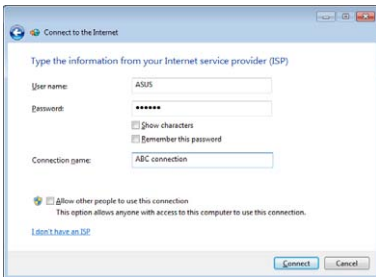 Connect to the Internet
Type the information from your Internet service provider (ISP)
User name: ASUS
Password: ••••••
Show characters
Remember this password
Connection name: ABC connection
Allow other people to use this connection
This option allows anyone with access to this computer to use this connection.
I don't have an ISP
Connect Cancel